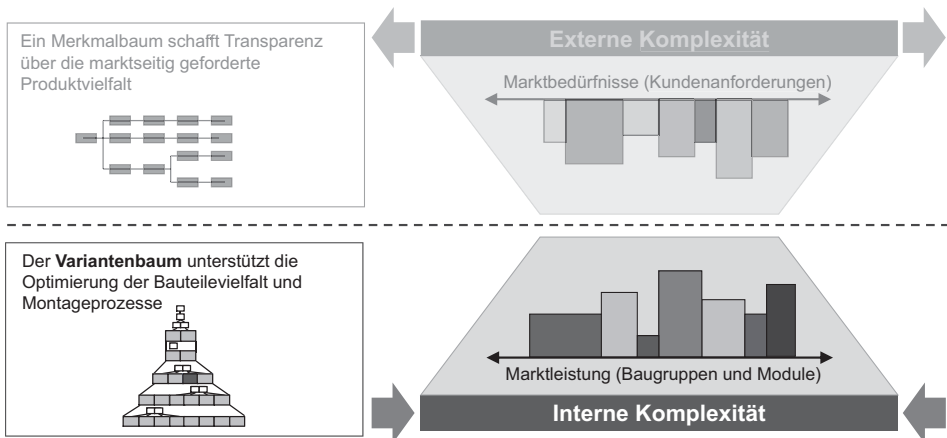 Ein Merkmalbaum schafft Transparenz
über die marktseitig geforderte
Produktvielfalt
Externe Komplexität
Marktbedürfnisse (Kundenanforderungen)
Der Variantenbaum unterstützt die
Optimierung der Bauteilevielfalt und
Montageprozesse
Marktleistung (Baugruppen und Module)
Interne Komplexität